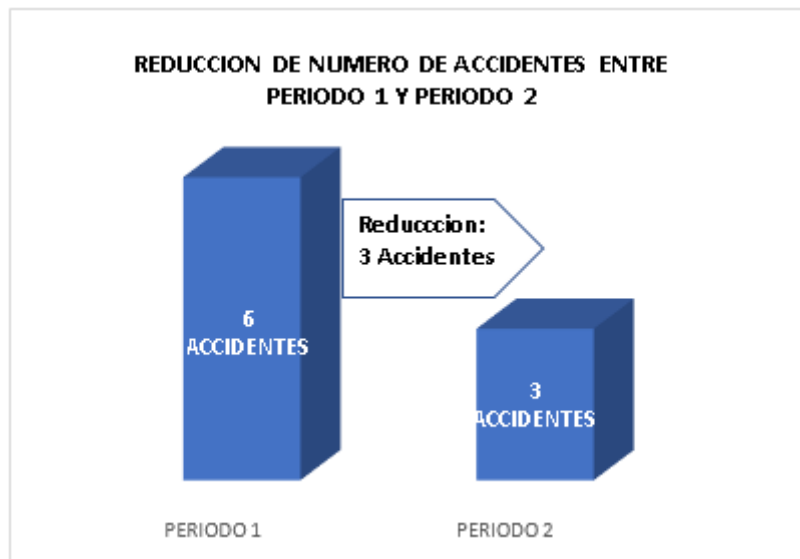 REDUCCION DE NUMERO DE ACCIDENTES ENTRE
PERIODO 1 Y PERIODO 2
Reducccion:
3 Accidentes
6
ACCIDENTES
3
ACCIDENTES
PERIODO 1
PERIODO 2